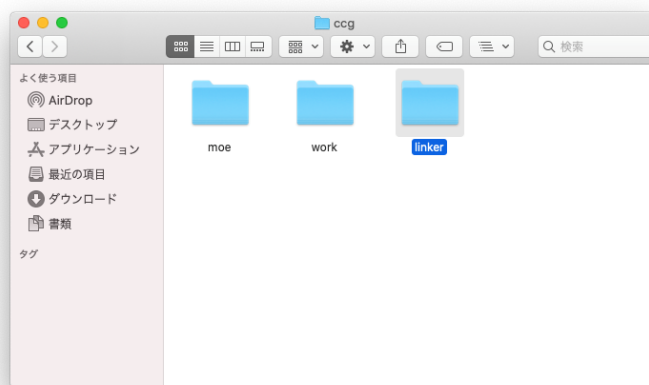 ccg
検索
よく使う項目
AirDrop
デスクトップ
アプリケーション
最近の項目
ダウンロード
書類
タグ
moe
work
linker